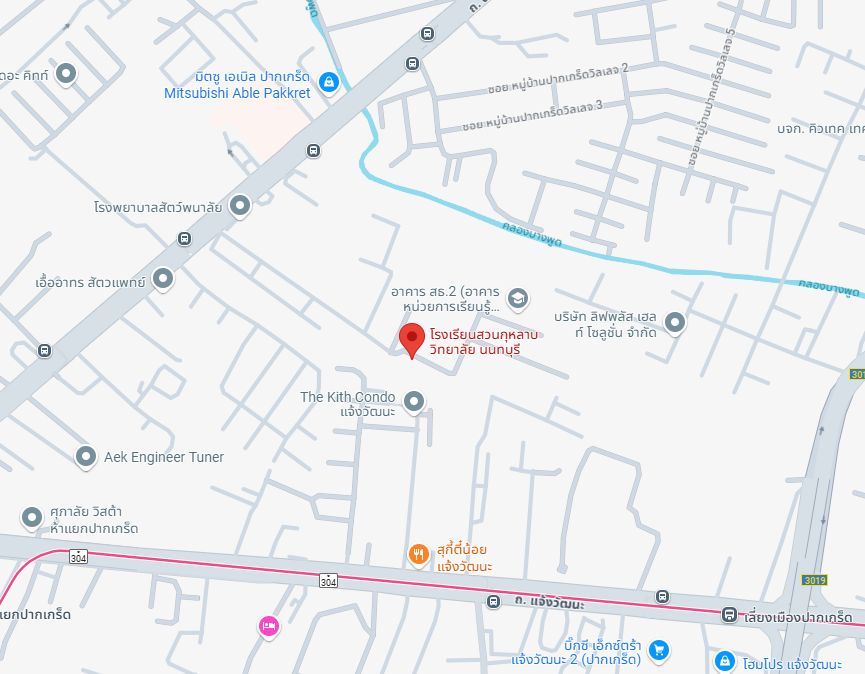 ถ.
ซอย หมู่บ้านปากเกร็ดวิลเลจ 5
ซอย หมู่บ้านปากเกร็ดวิลเลจ 2
ซอย หมู่บ้านปากเกร็ดวิลเลจ 3
เดอะ คิทท์
มิตซู เอเบิล ปากเกร็ด
Mitsubishi Able Pakkret
บจก. คิวเทค เทค
โรงพยาบาลสัตว์พนาลัย
คลองบางพูด
เอื้ออาทร สัตวแพทย์
คลองบางพูด
อาคาร สธ.2 (อาคาร
หน่วยการเรียนรู้...
บริษัท ลิฟพลัส เฮล
ท์ โซลูชั่น จำกัด
โรงเรียนสวนกุหลาบ
วิทยาลัย นนทบุรี
301
The Kith Condo
แจ้งวัฒนะ
Aek Engineer Tuner
ศุภาลัย วิสต้า
ห้าแยกปากเกร็ด
สุกี้ตี๋น้อย
แจ้งวัฒนะ
304
304
3019
ถ. แจ้งวัฒนะ
แยกปากเกร็ด
เลี่ยงเมืองปากเกร็ด
บิ๊กซี เอ็กซ์ตร้า
แจ้งวัฒนะ 2 (ปากเกร็ด)
โฮมโปร แจ้งวัฒนะ